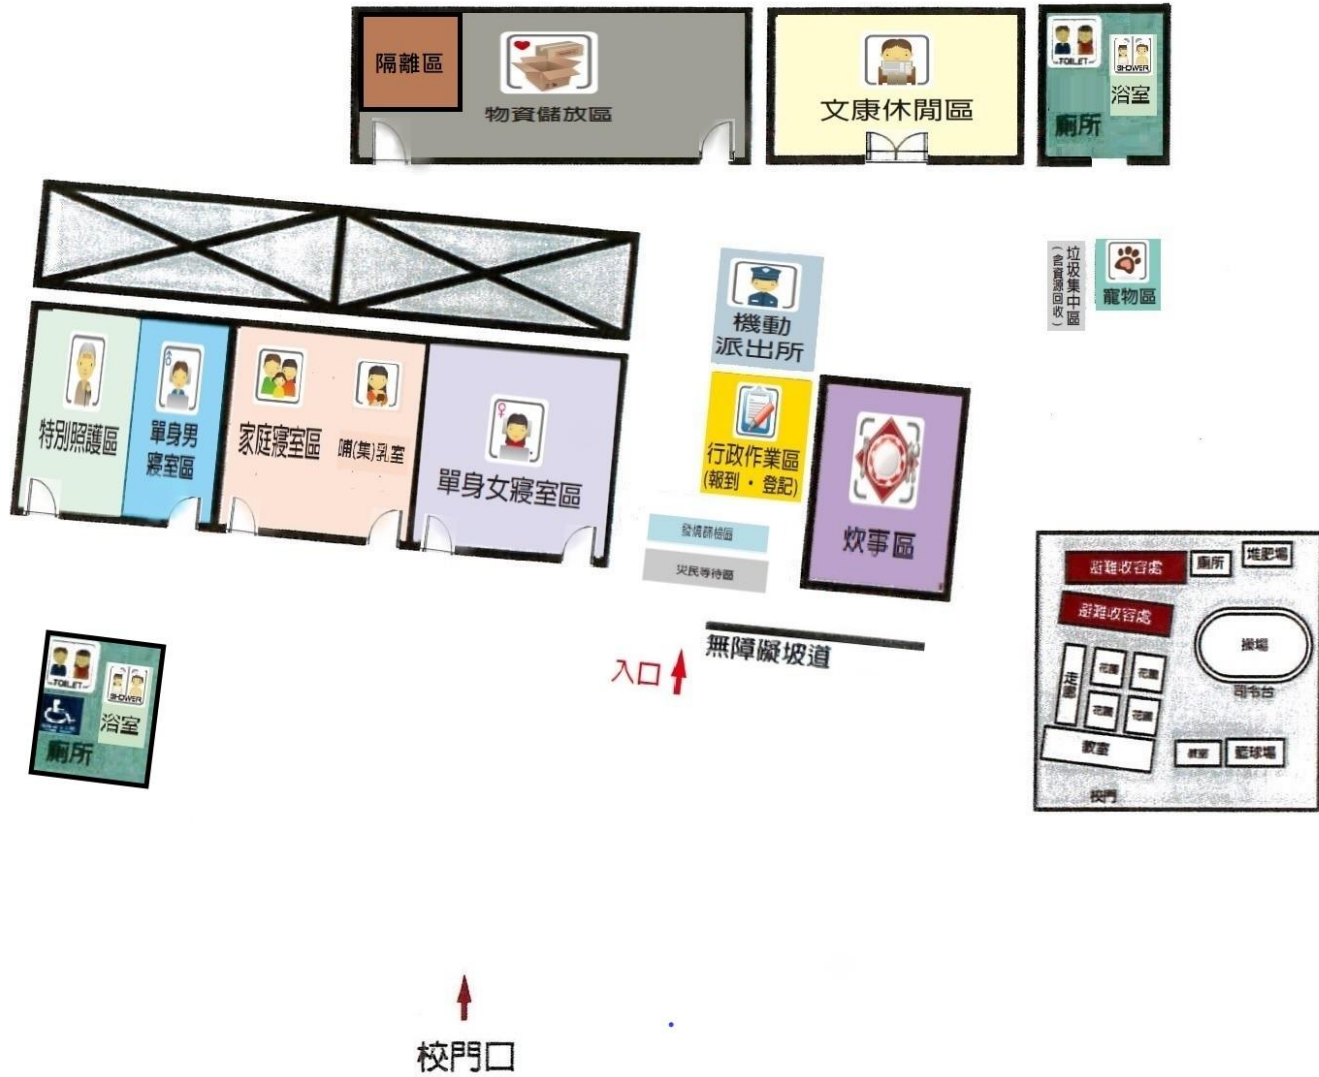 隔離區
物資儲放區
文康休閒區
TOILET
SHOWER
浴室
廁所
垃圾集中區
(含資源回收)
寵物區
機動
派出所
特別照護區
單身男
寢室區
家庭寢室區
哺(集)乳室
單身女寢室區
行政作業區
(報到・登記)
炊事區
發燒篩檢區
災民等待區
無障礙坡道
入口
TOILET
SHOWER
浴室
廁所
避難收容處
廁所
堆肥場
避難收容處
操場
司令台
走廊
花園
花園
花園
花園
教室
教室
籃球場
校門
校門口